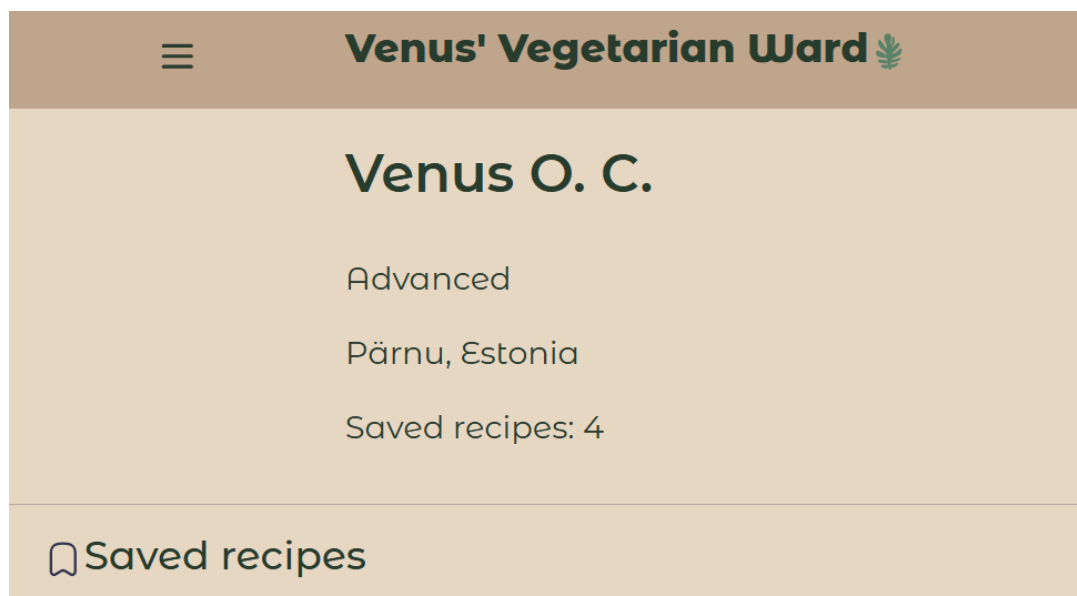 Venus' Vegetarian Ward
Venus O. C.
Advanced
Pärnu, Estonia
Saved recipes: 4
Saved recipes